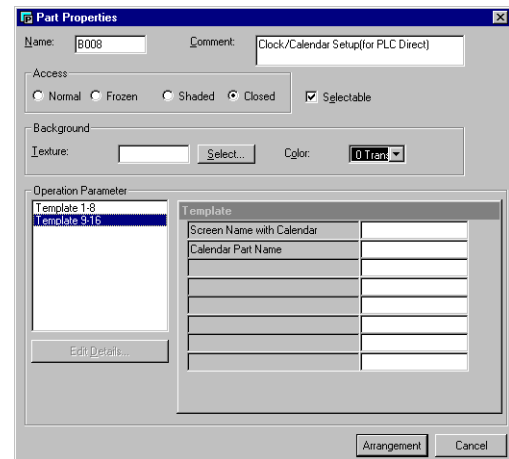 Part Properties
Name: B008 Comment: Clock/Calendar Setup(for PLC Direct)
Access
Normal Frozen Shaded Closed Selectable
Background
Texture: Select... Color: 0 Trans
Operation Parameter
Template 1-8
Template 9-16
Template
Screen Name with Calendar
Calendar Part Name
Edit Details...
Arrangement Cancel